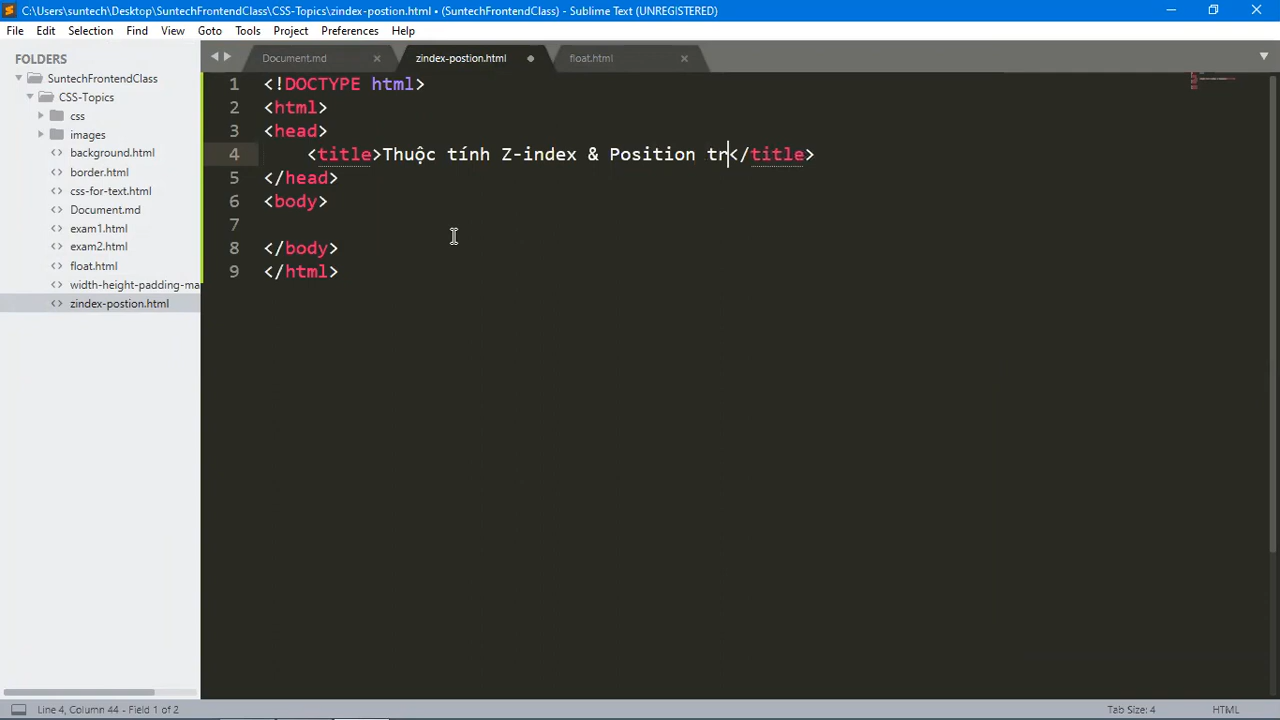 C:\Users\suntech\Desktop\SuntechFrontendClass\CSS-Topics\zindex-postion.html • (SuntechFrontendClass) - Sublime Text (UNREGISTERED)
File Edit Selection Find View Goto Tools Project Preferences Help
FOLDERS
SuntechFrontendClass
CSS-Topics
css
images
background.html
border.html
css-for-text.html
Document.md
exam1.html
exam2.html
float.html
width-height-padding-ma
zindex-postion.html
Document.md zindex-postion.html float.html
1 <!DOCTYPE html>
2 <html>
3 <head>
4 <title>Thuộc tính Z-index & Position tr</title>
5 </head>
6 <body>
7
8 </body>
9 </html>
Line 4, Column 44 - Field 1 of 2 Tab Size: 4 HTML